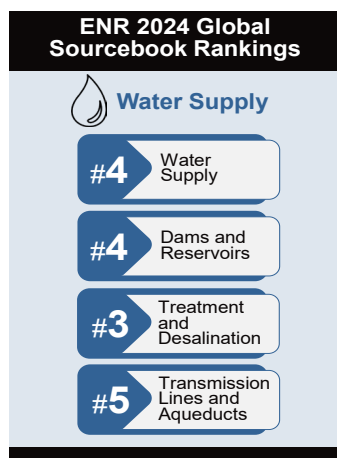 ENR 2024 Global
Sourcebook Rankings
Water Supply
#4
Water
Supply
#4
Dams and
Reservoirs
#3
Treatment
and
Desalination
#5
Transmission
Lines and
Aqueducts